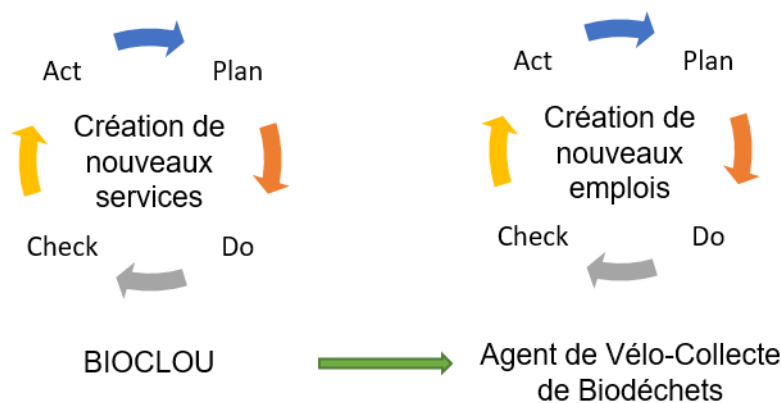 Act
Plan
Création de
nouveaux
services
Check
Do
BIOCLOU
Act
Plan
Création de
nouveaux
emplois
Check
Do
Agent de Vélo-Collecte
de Biodéchets